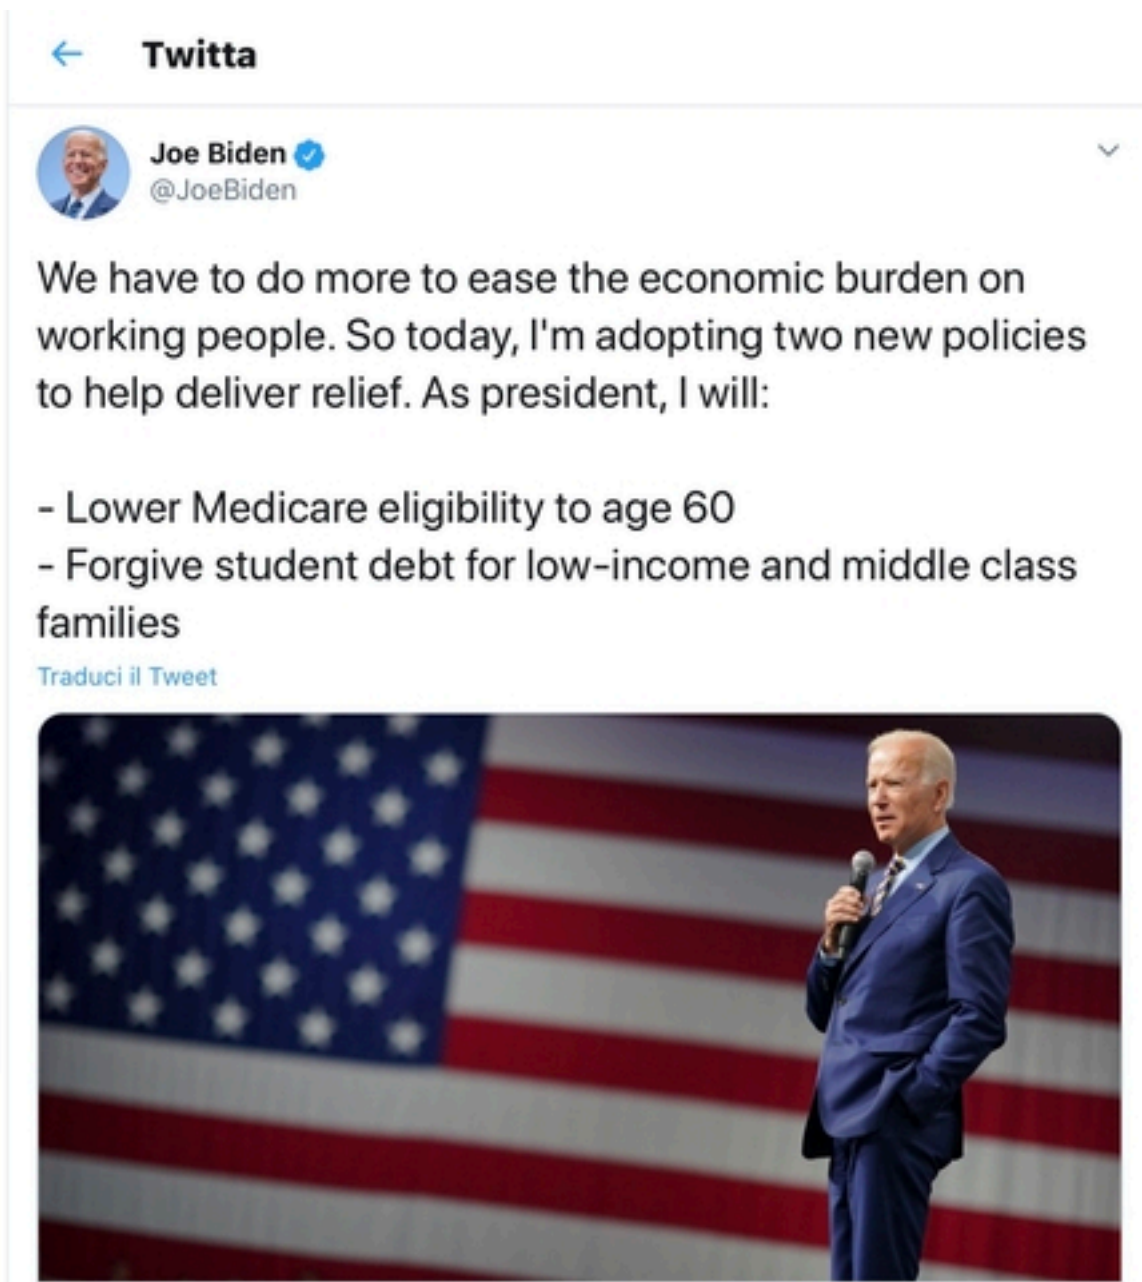 Twitta
Joe Biden
@JoeBiden
We have to do more to ease the economic burden on
working people. So today, I'm adopting two new policies
to help deliver relief. As president, I will:
- Lower Medicare eligibility to age 60
- Forgive student debt for low-income and middle class
families
Traduci il Tweet